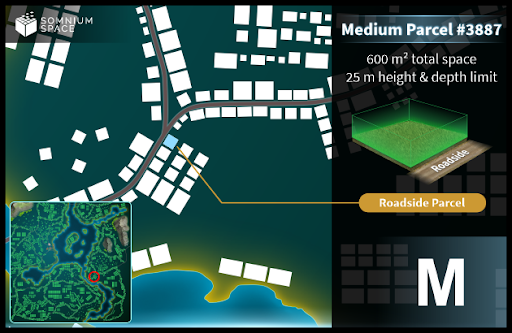 SOMNIUM
SPACE
Medium Parcel #3887
600 m² total space
25 m height & depth limit
Roadside
Roadside Parcel
M